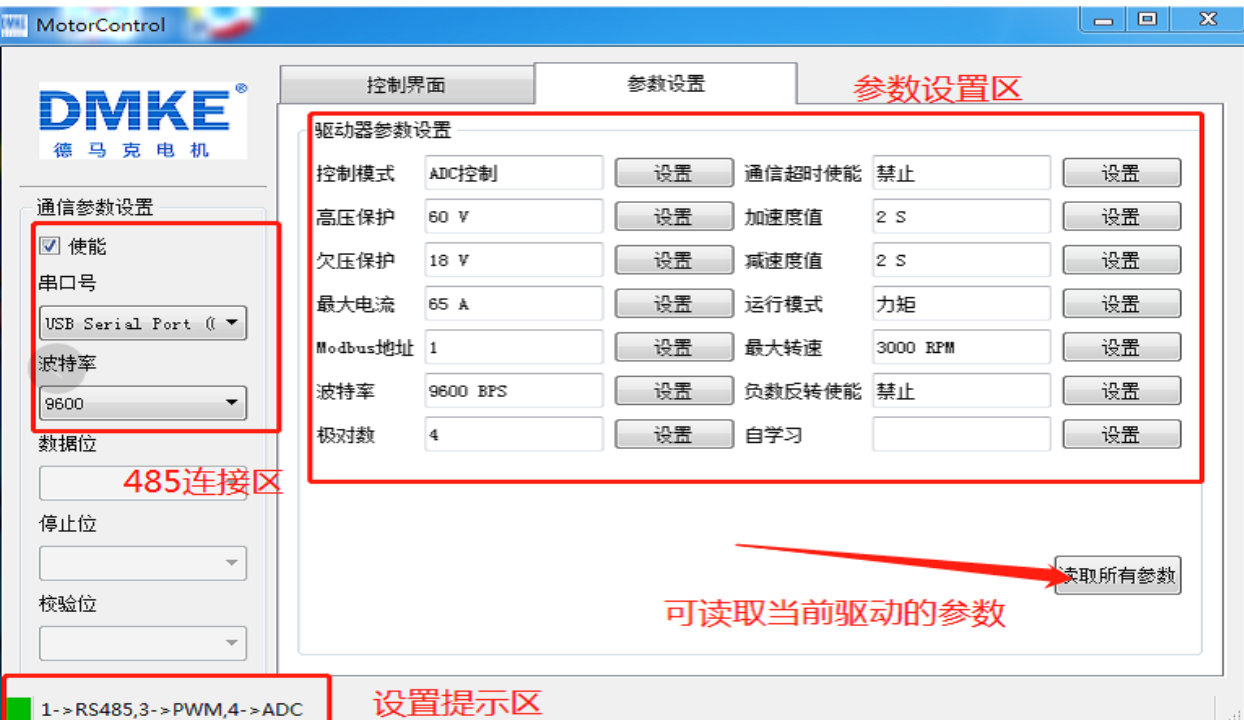 MotorControl
DMKE®
德马克电机
控制界面
参数设置
参数设置区
通信参数设置
使能
串口号
USB Serial Port (
波特率
9600
数据位
485连接区
停止位
校验位
驱动器参数设置
控制模式 ADC控制 设置 通信超时使能 禁止 设置
高压保护 60 V 设置 加速度值 2 S 设置
欠压保护 18 V 设置 减速度值 2 S 设置
最大电流 65 A 设置 运行模式 力矩 设置
Modbus地址 1 设置 最大转速 3000 RPM 设置
波特率 9600 BPS 设置 负数反转使能 禁止 设置
极对数 4 设置 自学习 设置
读取所有参数
可读取当前驱动的参数
1->RS485,3->PWM,4->ADC
设置提示区